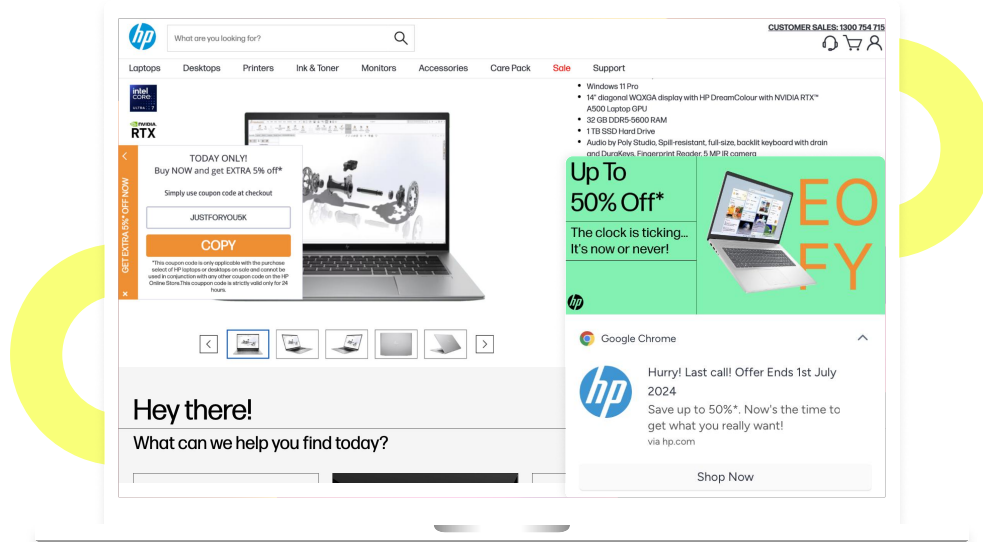 hp
What are you looking for?
CUSTOMER SALES: 1300 754 715
Laptops Desktops Printers Ink & Toner Monitors Accessories Care Pack Sale Support
intel
CORE
ULTRA 7
NVIDIA.
RTX
• Windows 11 Pro
• 14" diagonal WQXGA display with HP DreamColour with NVIDIA RTX™
A500 Laptop GPU
• 32 GB DDR5-5600 RAM
• 1 TB SSD Hard Drive
• Audio by Poly Studio, Spill-resistant, full-size, backlit keyboard with drain
and DuraKeys, Fingerprint Reader, 5 MP IR camera
GET EXTRA 5%* OFF NOW
TODAY ONLY!
Buy NOW and get EXTRA 5% off*
Simply use coupon code at checkout
JUSTFORYOU5K
COPY
*This coupon code is only applicable with the purchase
select of HP laptops or desktops on sale and cannot be
used in conjunction with any other coupon code on the HP
Online Store.This couppon code is strictly valid only for 24
hours.
Up To
50% Off*
The clock is ticking...
It's now or never!
hp
EO
FY
Google Chrome
hp
Hurry! Last call! Offer Ends 1st July
2024
Save up to 50%*. Now's the time to
get what you really want!
via hp.com
Shop Now
Hey there!
What can we help you find today?